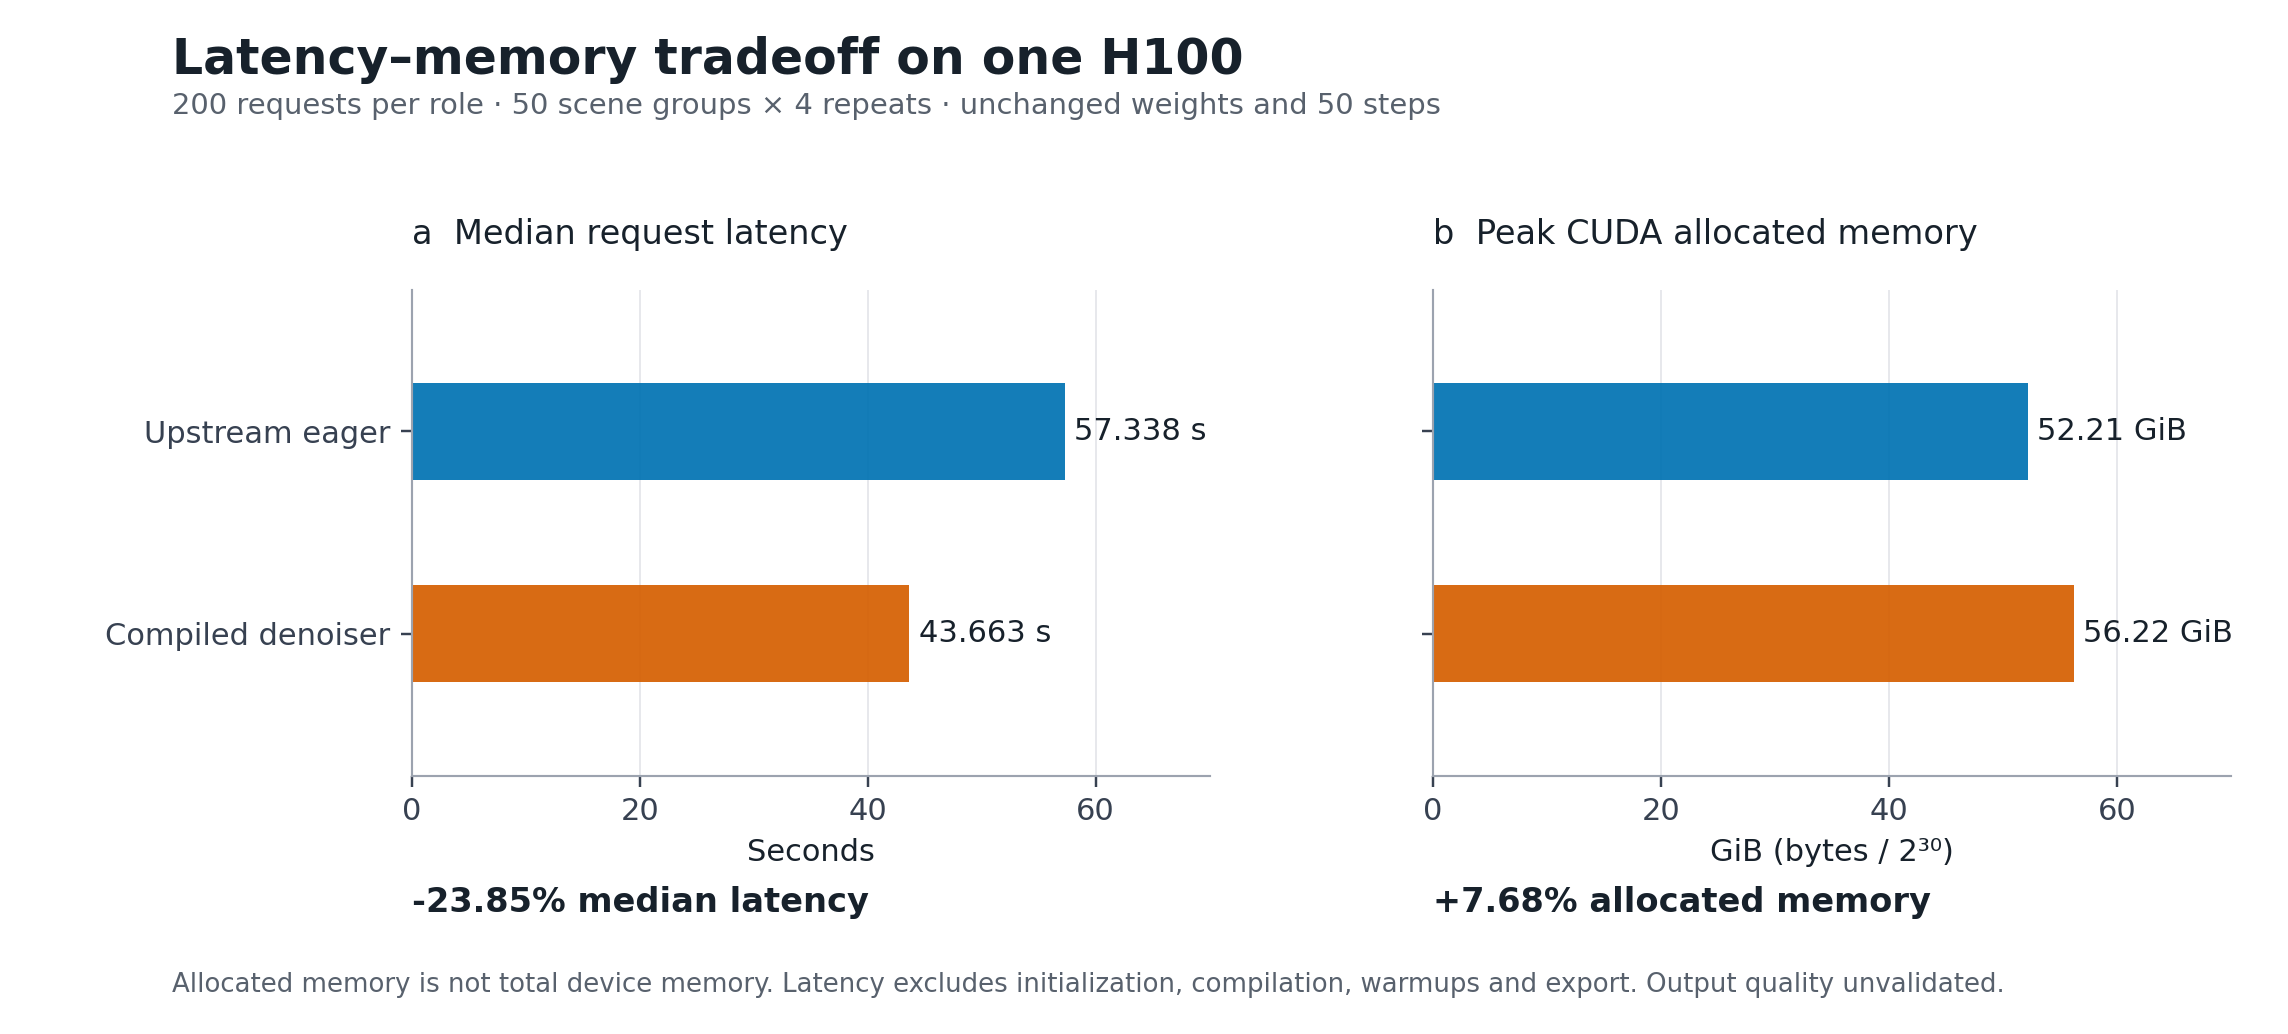 Latency–memory tradeoff on one H100
200 requests per role · 50 scene groups × 4 repeats · unchanged weights and 50 steps
a  Median request latency
Upstream eager
57.338 s
Compiled denoiser
43.663 s
0 20 40 60
Seconds
-23.85% median latency
b  Peak CUDA allocated memory
52.21 GiB
56.22 GiB
0 20 40 60
GiB (bytes / 2³⁰)
+7.68% allocated memory
Allocated memory is not total device memory. Latency excludes initialization, compilation, warmups and export. Output quality unvalidated.